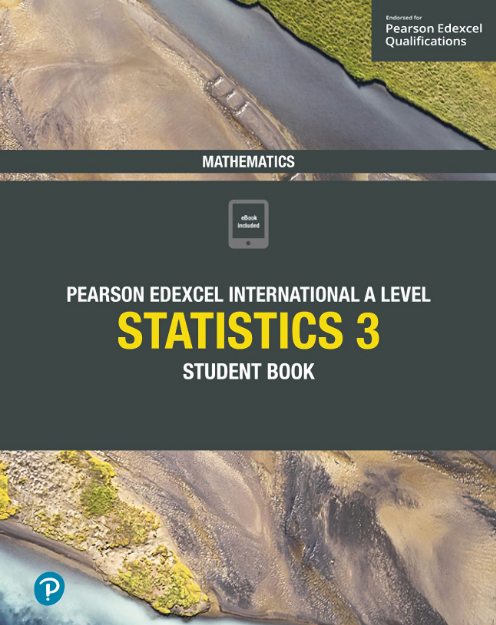 Endorsed for
Pearson Edexcel
Qualifications
MATHEMATICS
eBook
included
PEARSON EDEXCEL INTERNATIONAL A LEVEL
STATISTICS 3
STUDENT BOOK
P